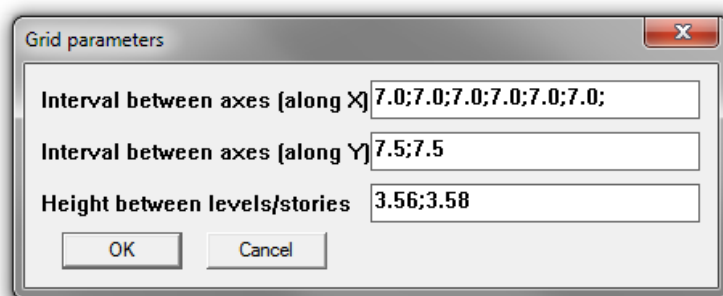 Grid parameters
Interval between axes (along X) 7.0;7.0;7.0;7.0;7.0;7.0;
Interval between axes (along Y) 7.5;7.5
Height between levels/stories 3.56;3.58
OK Cancel